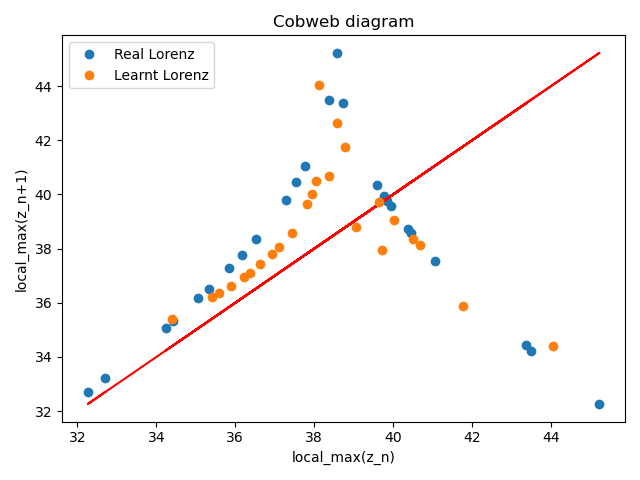 Cobweb diagram
Real Lorenz
Learnt Lorenz
local_max(z_n+1)
44
42
40
38
36
34
32
32
34
36
38
40
42
44
local_max(z_n)